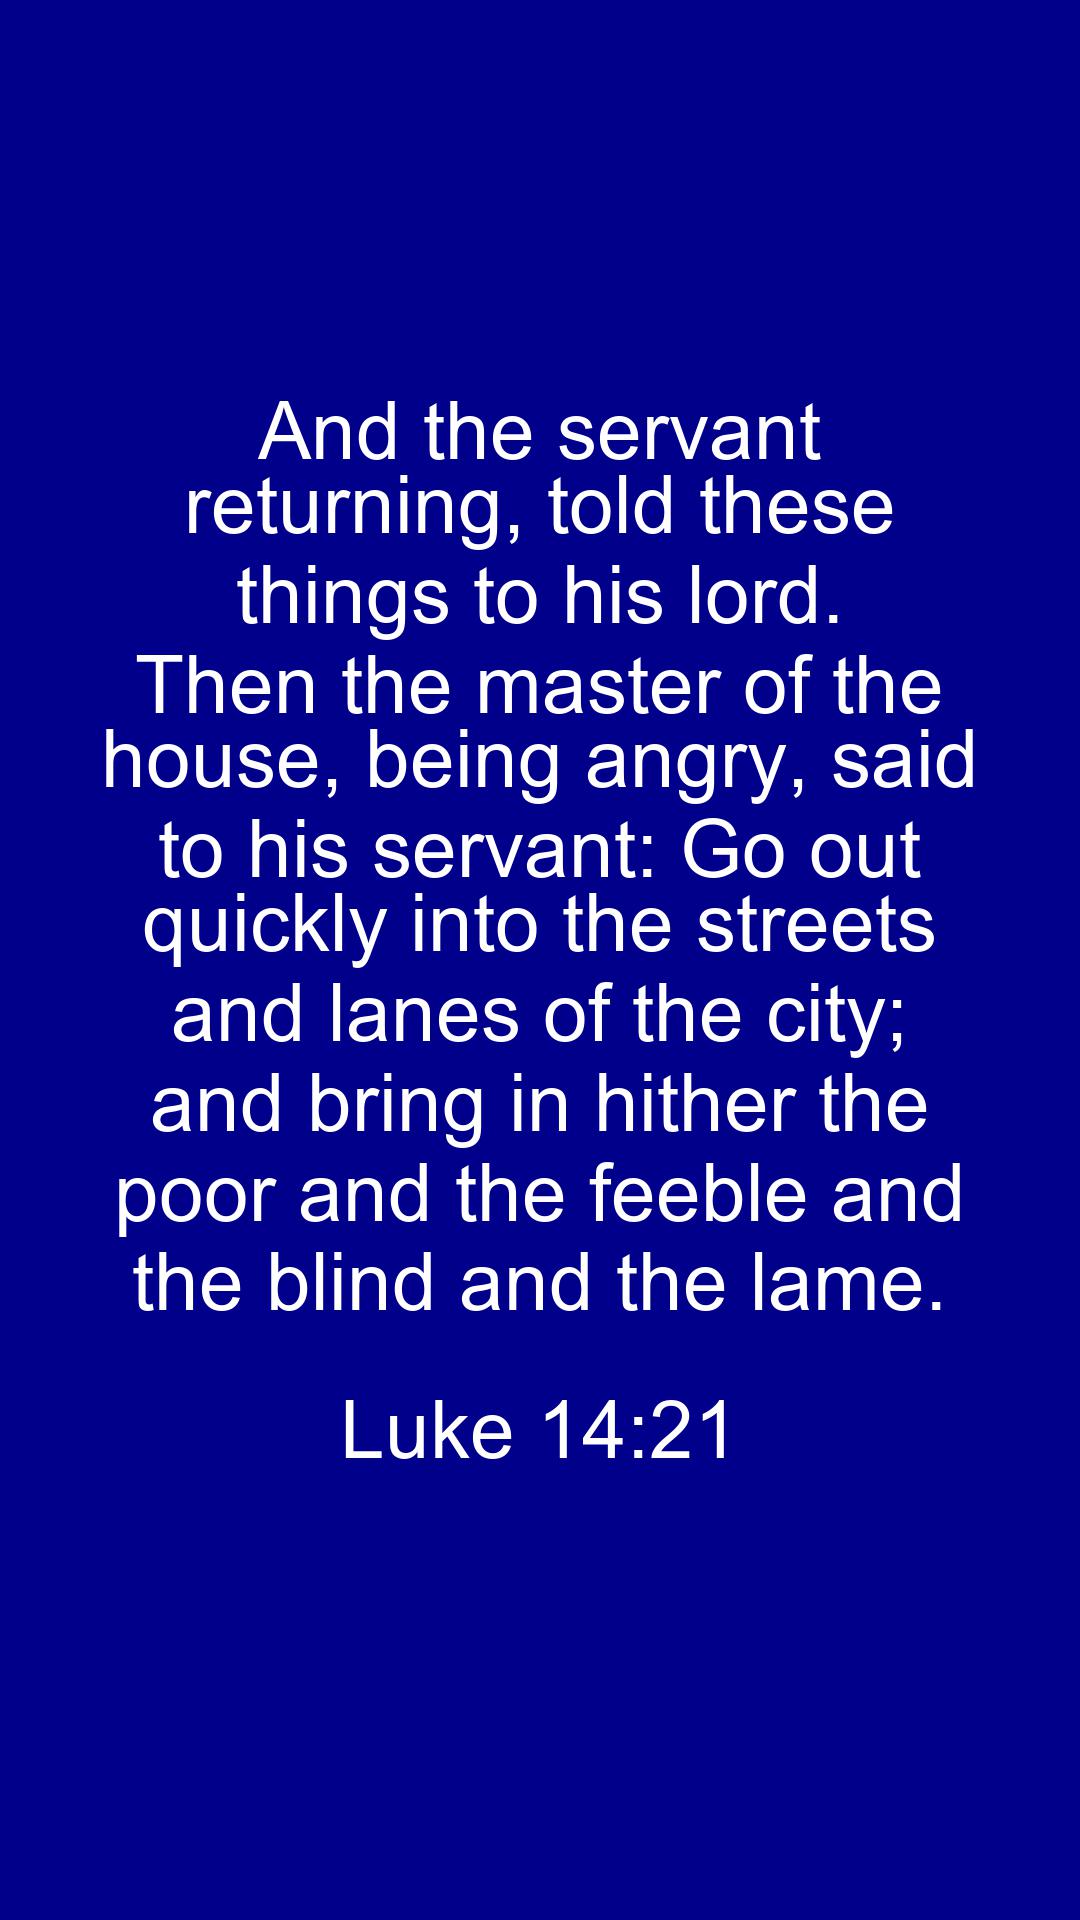 And the servant
returning, told these
things to his lord.
Then the master of the
house, being angry, said
to his servant: Go out
quickly into the streets
and lanes of the city;
and bring in hither the
poor and the feeble and
the blind and the lame.
Luke 14:21